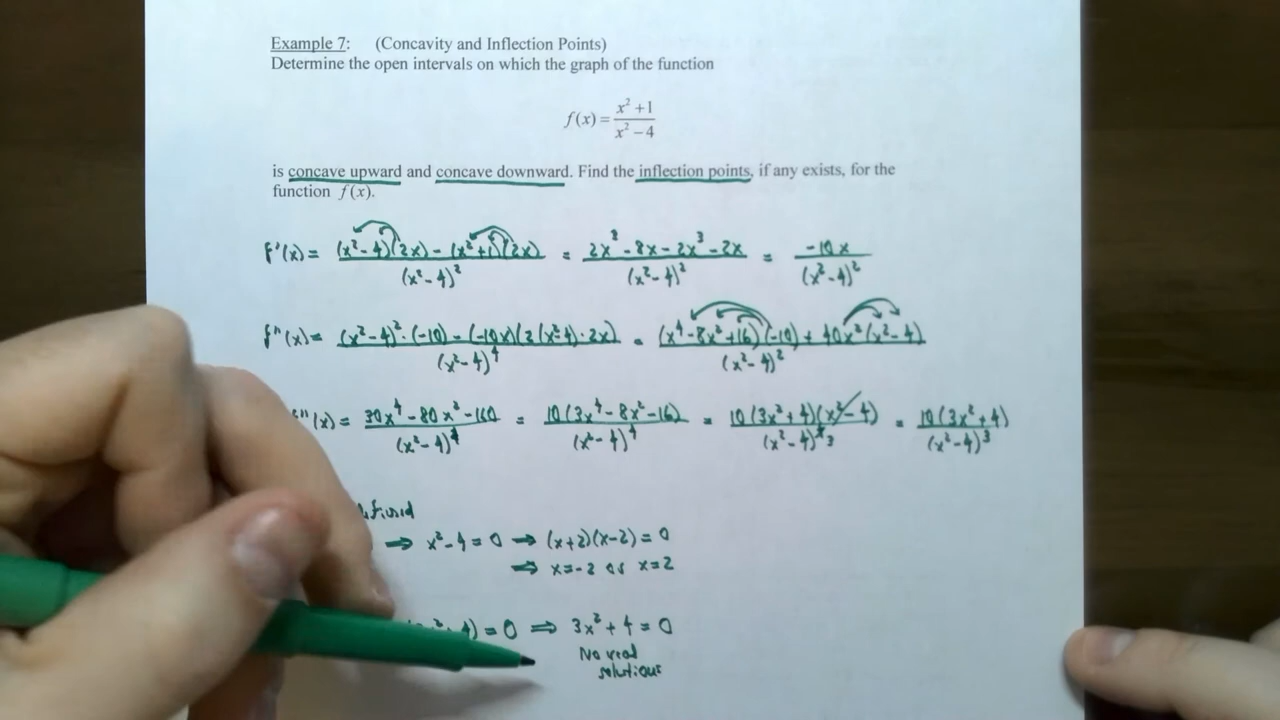 Example 7: (Concavity and Inflection Points)
Determine the open intervals on which the graph of the function
f(x) = (x² + 1)/(x² − 4)
is concave upward and concave downward. Find the inflection points, if any exists, for the
function f(x).
f'(x) = ((x²−4)(2x) − (x²+1)(2x))/(x²−4)² = (2x³ − 8x − 2x³ − 2x)/(x²−4)² = −10x/(x²−4)²
f''(x) = ((x²−4)²·(−10) − (−10x)(2(x²−4)·2x))/(x²−4)⁴ = ((x⁴−8x²+16)(−10) + 40x²(x²−4))/(x²−4)²
''(x) = (30x⁴ − 80x² − 160)/(x²−4)⁴ = 10(3x⁴ − 8x² − 16)/(x²−4)⁴ = 10(3x²+4)(x²−4)/(x²−4)⁴ ³ = 10(3x²+4)/(x²−4)³
⇒ x²−4 = 0 ⇒ (x+2)(x−2) = 0
⇒ x=−2 or x=2
4) = 0 ⇒ 3x² + 4 = 0
No real
solutions